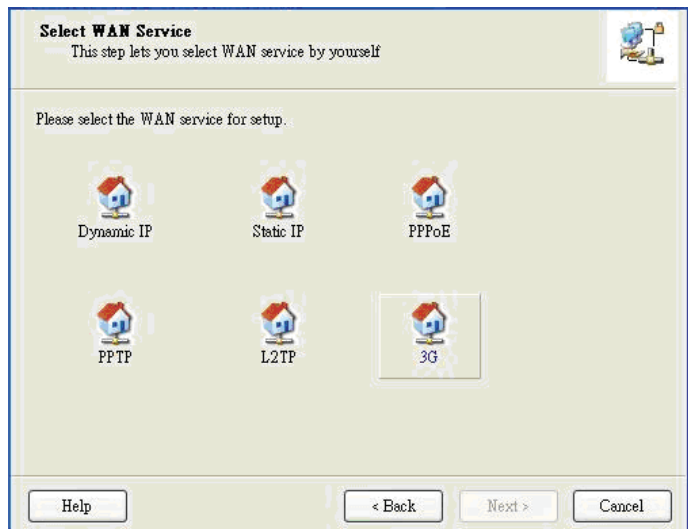 Select WAN Service
This step lets you select WAN service by yourself
Please select the WAN service for setup.
Dynamic IP
Static IP
PPPoE
PPTP
L2TP
3G
Help
< Back
Next >
Cancel